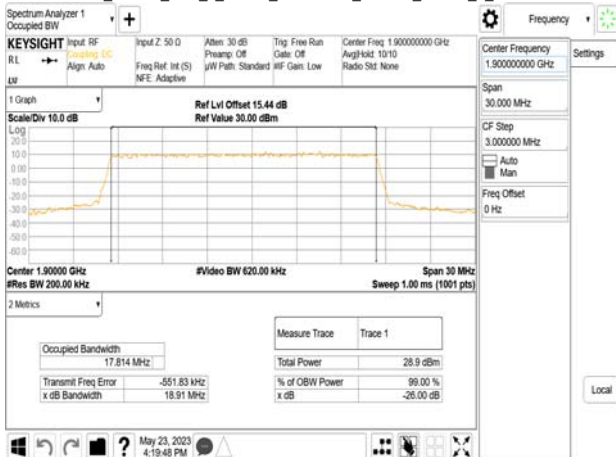 Spectrum Analyzer 1
Occupied BW
Frequency
KEYSIGHT
Input: RF
Coupling: DC
Align: Auto
Input Z: 50 Ω
Freq Ref: Int (S)
NFE: Adaptive
Atten: 30 dB
Preamp: Off
µW Path: Standard
Trig: Free Run
Gate: Off
#IF Gain: Low
Center Freq: 1.900000000 GHz
Avg|Hold: 10/10
Radio Std: None
RL
Center Frequency
1.900000000 GHz
Settings
Span
30.000 MHz
CF Step
3.000000 MHz
Auto
Man
Freq Offset
0 Hz
Local
1 Graph
Scale/Div 10.0 dB
Ref Lvl Offset 15.44 dB
Ref Value 30.00 dBm
Log
20.0
10.0
0.00
-10.0
-20.0
-30.0
-40.0
-50.0
-60.0
Center 1.90000 GHz
#Res BW 200.00 kHz
#Video BW 620.00 kHz
Span 30 MHz
Sweep 1.00 ms (1001 pts)
2 Metrics
Measure Trace Trace 1
Occupied Bandwidth
17.814 MHz
Total Power 28.9 dBm
Transmit Freq Error -551.83 kHz
% of OBW Power 99.00 %
x dB Bandwidth 18.91 MHz
x dB -26.00 dB
May 23, 2023
4:19:48 PM